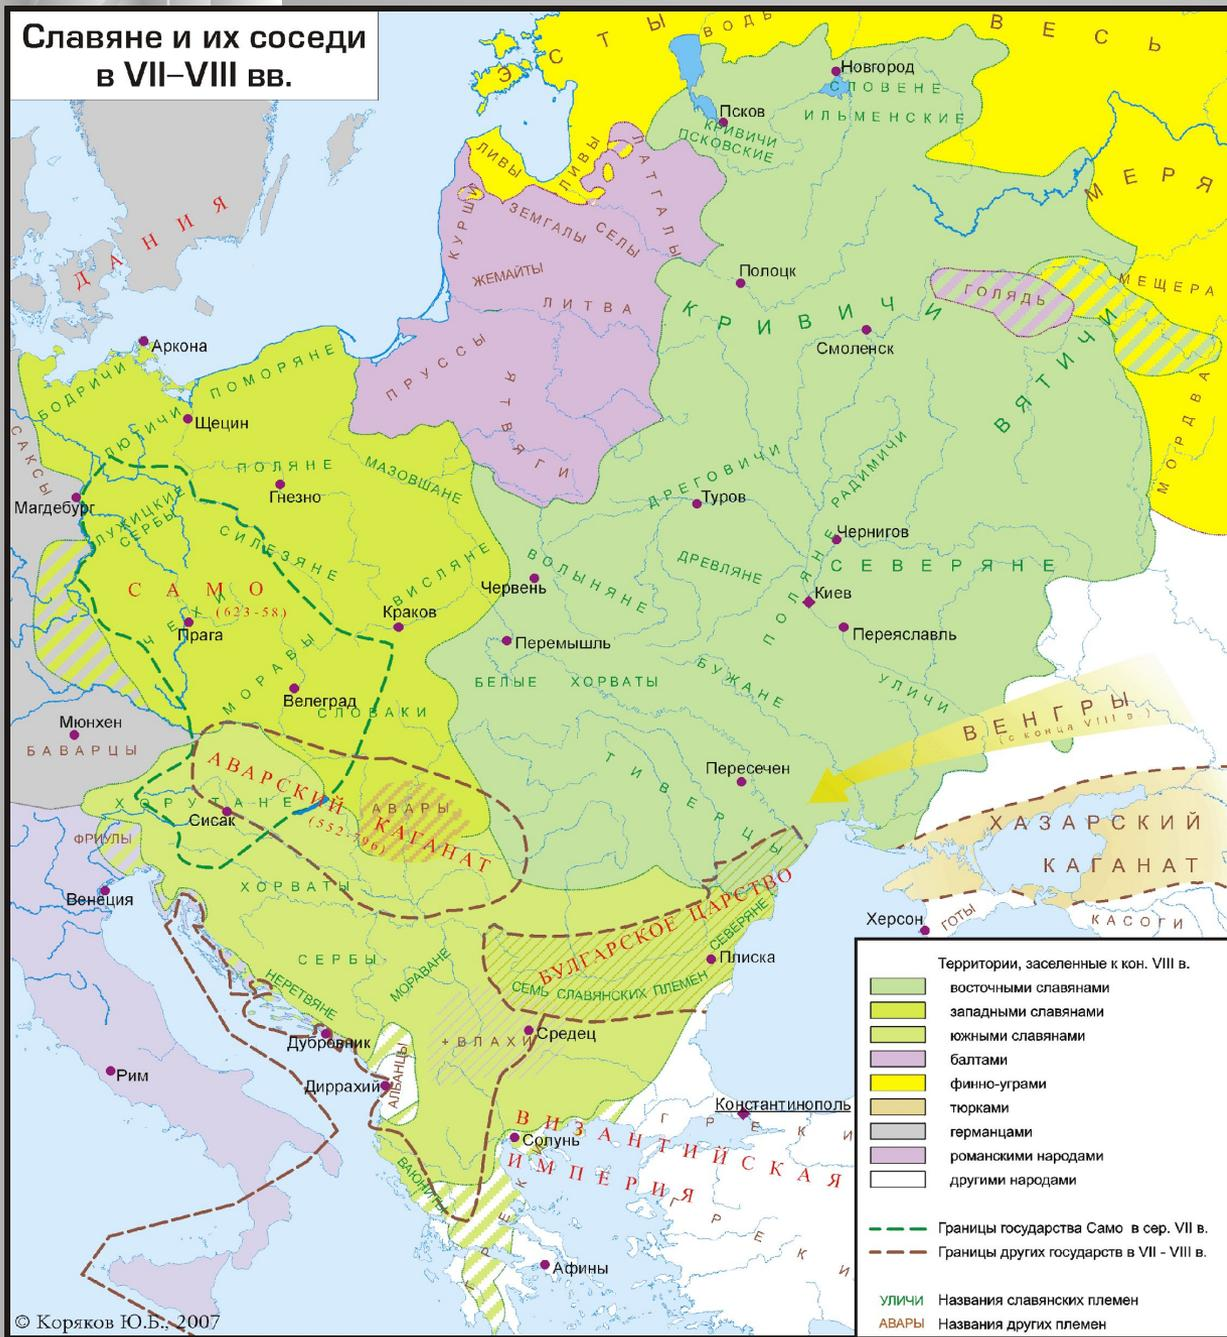 Славяне и их соседи
в VII–VIII вв.
ЭСТЫ
ВОДЬ
ВЕСЬ
Новгород
СЛОВЕНЕ
ИЛЬМЕНСКИЕ
Псков
КРИВИЧИ
ПСКОВСКИЕ
ЛИВЫ
ЛИВЫ
ЛАТГАЛЫ
МЕРЯ
КУРШИ
ЗЕМГАЛЫ
СЕЛЫ
ДАНИЯ
ЖЕМАЙТЫ
ЛИТВА
Полоцк
ГОЛЯДЬ
МЕЩЕРА
КРИВИЧИ
Смоленск
ВЯТИЧИ
МОРДВА
Аркона
ПРУССЫ
ЯТВЯГИ
БОДРИЧИ
ПОМОРЯНЕ
ЛЮТИЧИ
Щецин
САКСЫ
ПОЛЯНЕ
МАЗОВШАНЕ
Гнезно
Магдебург
ЛУЖИЦКИЕ
СЕРБЫ
СИЛЕЗЯНЕ
ДРЕГОВИЧИ
Туров
РАДИМИЧИ
Чернигов
СЕВЕРЯНЕ
ДРЕВЛЯНЕ
ПОЛЯНЕ
Киев
Переяславль
ВОЛЫНЯНЕ
Червень
ВИСЛЯНЕ
САМО
(623-58)
ЧЕХИ
Прага
Краков
Перемышль
БЕЛЫЕ ХОРВАТЫ
БУЖАНЕ
УЛИЧИ
МОРАВЫ
Велеград
СЛОВАКИ
Мюнхен
БАВАРЦЫ
ВЕНГРЫ
(с конца VIII в.)
ТИВЕРЦЫ
Пересечен
АВАРСКИЙ КАГАНАТ
(552-796)
АВАРЫ
ХОРУТАНЕ
Сисак
ФРИУЛЫ
ХАЗАРСКИЙ
КАГАНАТ
Венеция
ХОРВАТЫ
БУЛГАРСКОЕ ЦАРСТВО
СЕВЕРЯНЕ
Плиска
СЕМЬ СЛАВЯНСКИХ ПЛЕМЕН
Херсон
ГОТЫ
КАСОГИ
СЕРБЫ
МОРАВАНЕ
НЕРЕТВЯНЕ
Дубровник
+ ВЛАХИ
Средец
Рим
Диррахий
АЛБАНЦЫ
Константинополь
ГРЕКИ
ВИЗАНТИЙСКАЯ
ИМПЕРИЯ
Солунь
ВАЮНИТЫ
ГРЕКИ
ГРЕКИ
Афины
Территории, заселенные к кон. VIII в.
восточными славянами
западными славянами
южными славянами
балтами
финно-уграми
тюрками
германцами
романскими народами
другими народами
Границы государства Само в сер. VII в.
Границы других государств в VII - VIII в.
УЛИЧИ Названия славянских племен
АВАРЫ Названия других племен
© Коряков Ю.Б., 2007